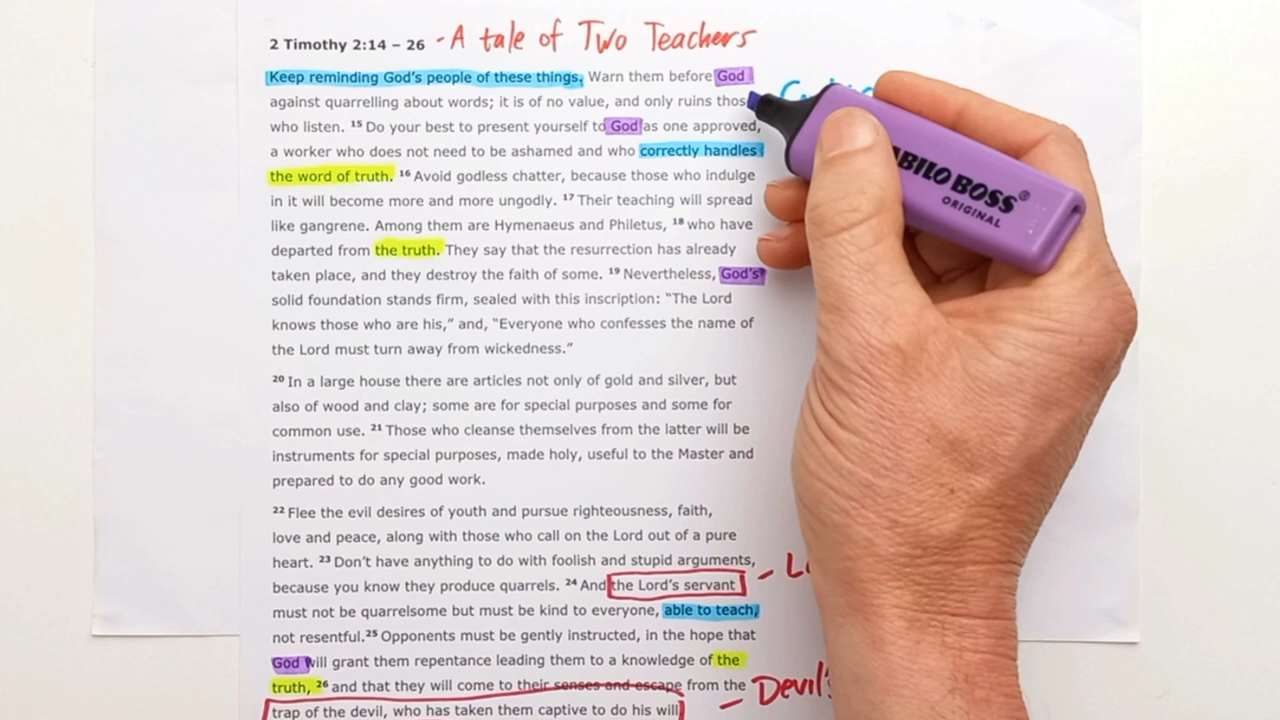 2 Timothy 2:14 – 26 - A tale of Two Teachers
Keep reminding God's people of these things. Warn them before God
against quarrelling about words; it is of no value, and only ruins thos
who listen. 15 Do your best to present yourself to God as one approved,
a worker who does not need to be ashamed and who correctly handles
the word of truth. 16 Avoid godless chatter, because those who indulge
in it will become more and more ungodly. 17 Their teaching will spread
like gangrene. Among them are Hymenaeus and Philetus, 18 who have
departed from the truth. They say that the resurrection has already
taken place, and they destroy the faith of some. 19 Nevertheless, God's
solid foundation stands firm, sealed with this inscription: “The Lord
knows those who are his,” and, “Everyone who confesses the name of
the Lord must turn away from wickedness.”
20 In a large house there are articles not only of gold and silver, but
also of wood and clay; some are for special purposes and some for
common use. 21 Those who cleanse themselves from the latter will be
instruments for special purposes, made holy, useful to the Master and
prepared to do any good work.
22 Flee the evil desires of youth and pursue righteousness, faith,
love and peace, along with those who call on the Lord out of a pure
heart. 23 Don't have anything to do with foolish and stupid arguments,
because you know they produce quarrels. 24 And the Lord's servant
must not be quarrelsome but must be kind to everyone, able to teach,
not resentful.25 Opponents must be gently instructed, in the hope that
God will grant them repentance leading them to a knowledge of the
truth, 26 and that they will come to their senses and escape from the - Devil's
trap of the devil, who has taken them captive to do his will.
ABILO BOSS®
ORIGINAL